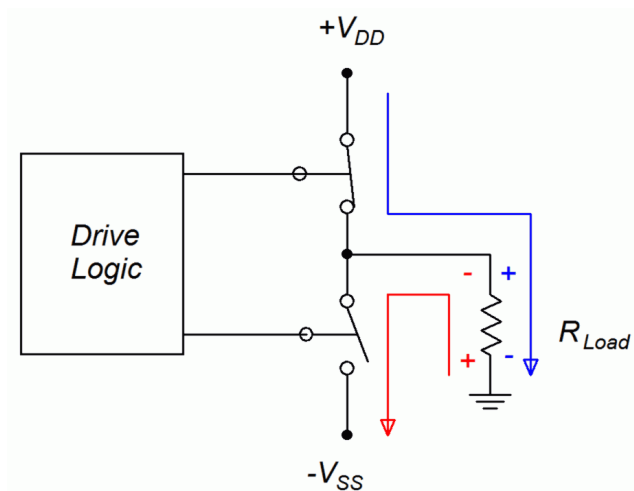 +VDD
Drive
Logic
- +
RLoad
+ -
-VSS